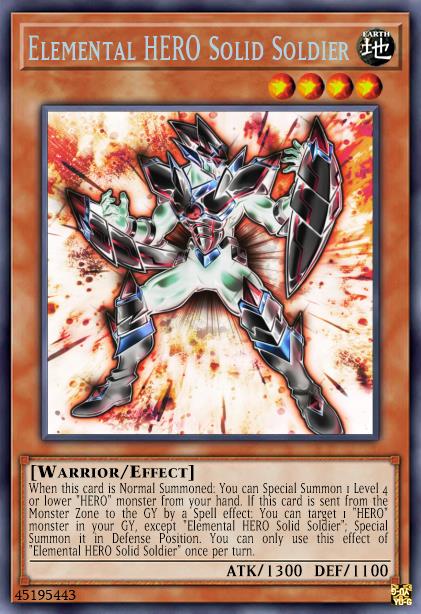 Elemental HERO Solid Soldier
EARTH
地
[Warrior/Effect]
When this card is Normal Summoned: You can Special Summon 1 Level 4
or lower "HERO" monster from your hand. If this card is sent from the
Monster Zone to the GY by a Spell effect: You can target 1 "HERO"
monster in your GY, except "Elemental HERO Solid Soldier"; Special
Summon it in Defense Position. You can only use this effect of
"Elemental HERO Solid Soldier" once per turn.
ATK/1300 DEF/1100
45195443